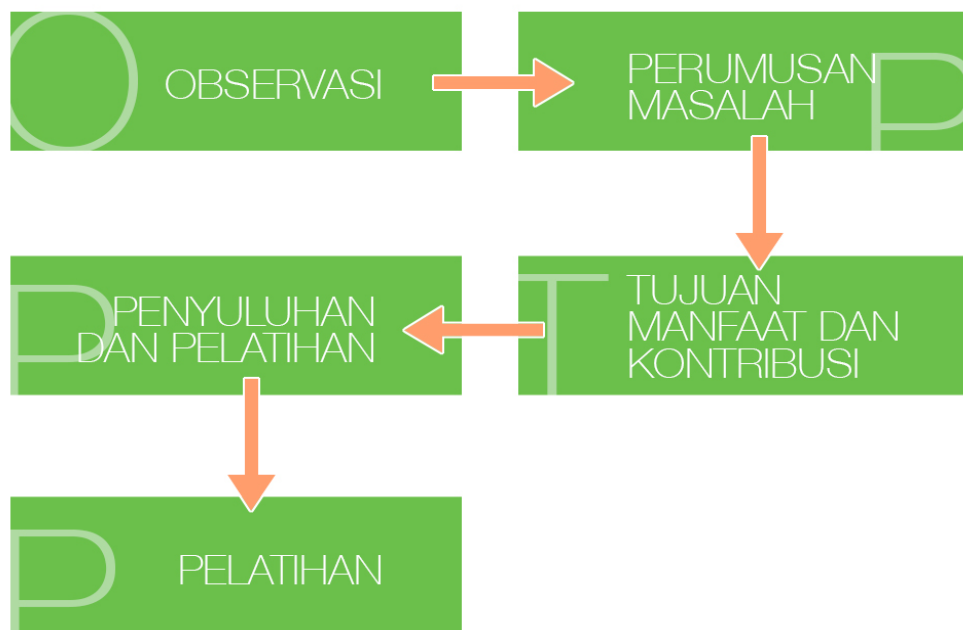 O
OBSERVASI
PERUMUSAN
MASALAH
P
T
TUJUAN
MANFAAT DAN
KONTRIBUSI
P
PENYULUHAN
DAN PELATIHAN
P
PELATIHAN